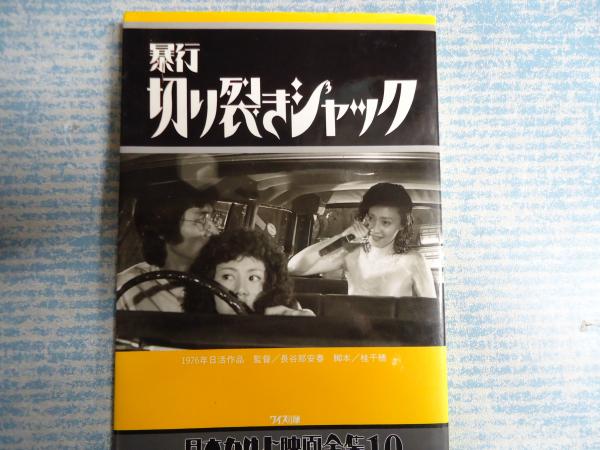 暴行
切り裂きジャック
1976年日活作品　監督／長谷部安春　脚本／桂千穂
ワイズ出版
日本カルト映画全集10